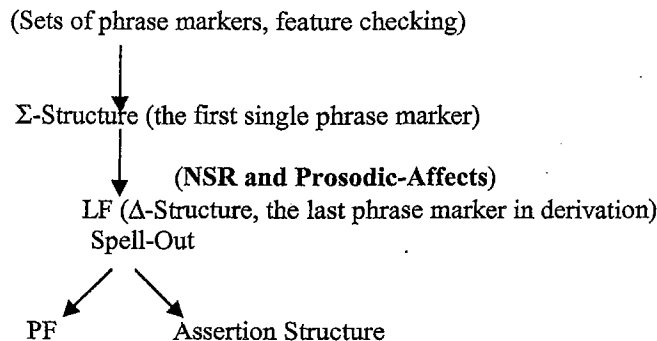 (Sets of phrase markers, feature checking)
Σ-Structure (the first single phrase marker)
(NSR and Prosodic-Affects)
LF (Δ-Structure, the last phrase marker in derivation)
Spell-Out
PF Assertion Structure